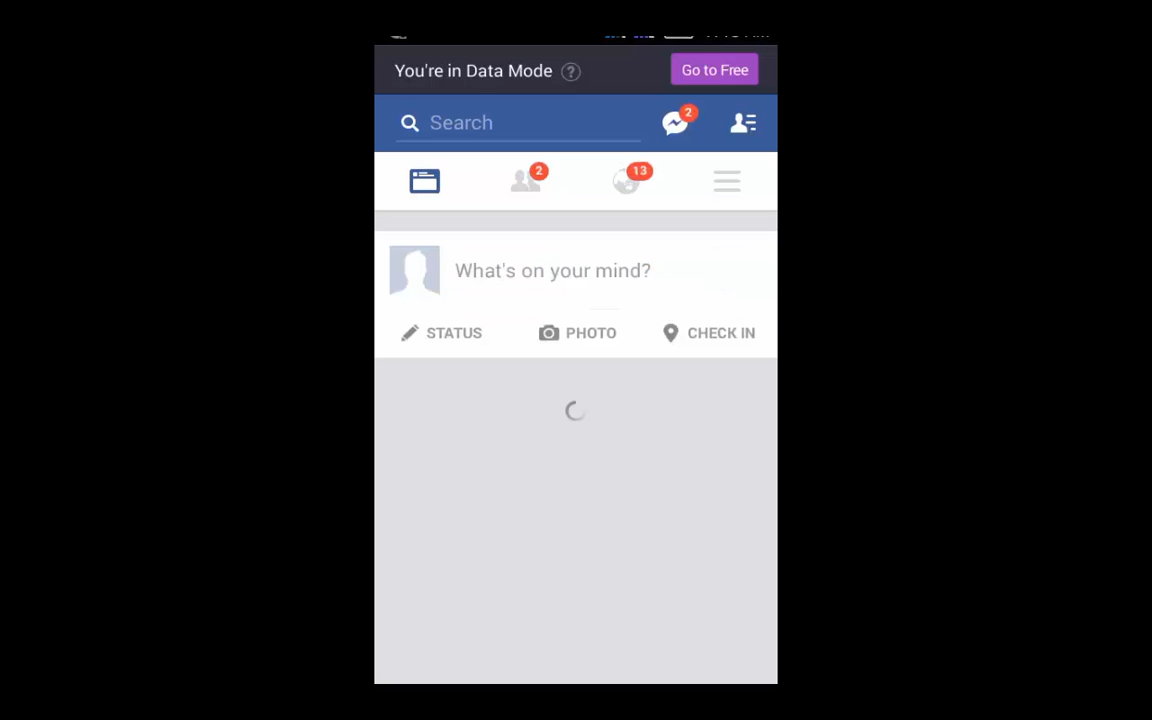 You're in Data Mode ?
Go to Free
Search
2
2
13
What's on your mind?
STATUS
PHOTO
CHECK IN